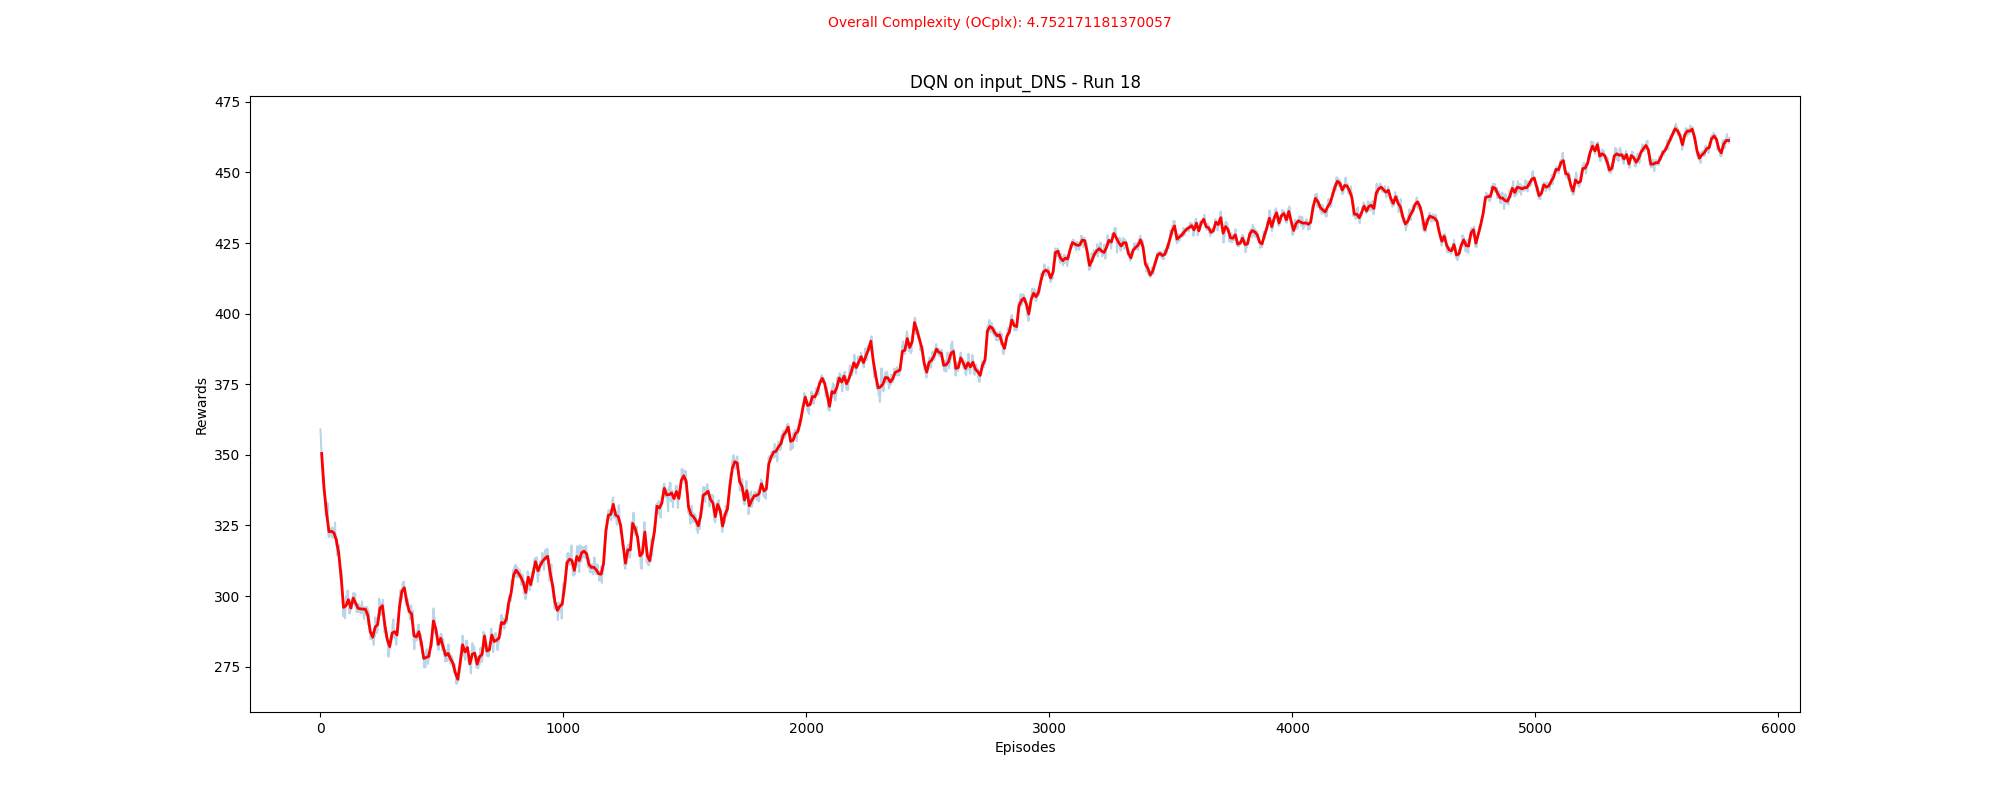 Overall Complexity (OCplx): 4.752171181370057
DQN on input_DNS - Run 18
475
450
425
400
375
350
325
300
275
Rewards
0 1000 2000 3000 4000 5000 6000
Episodes